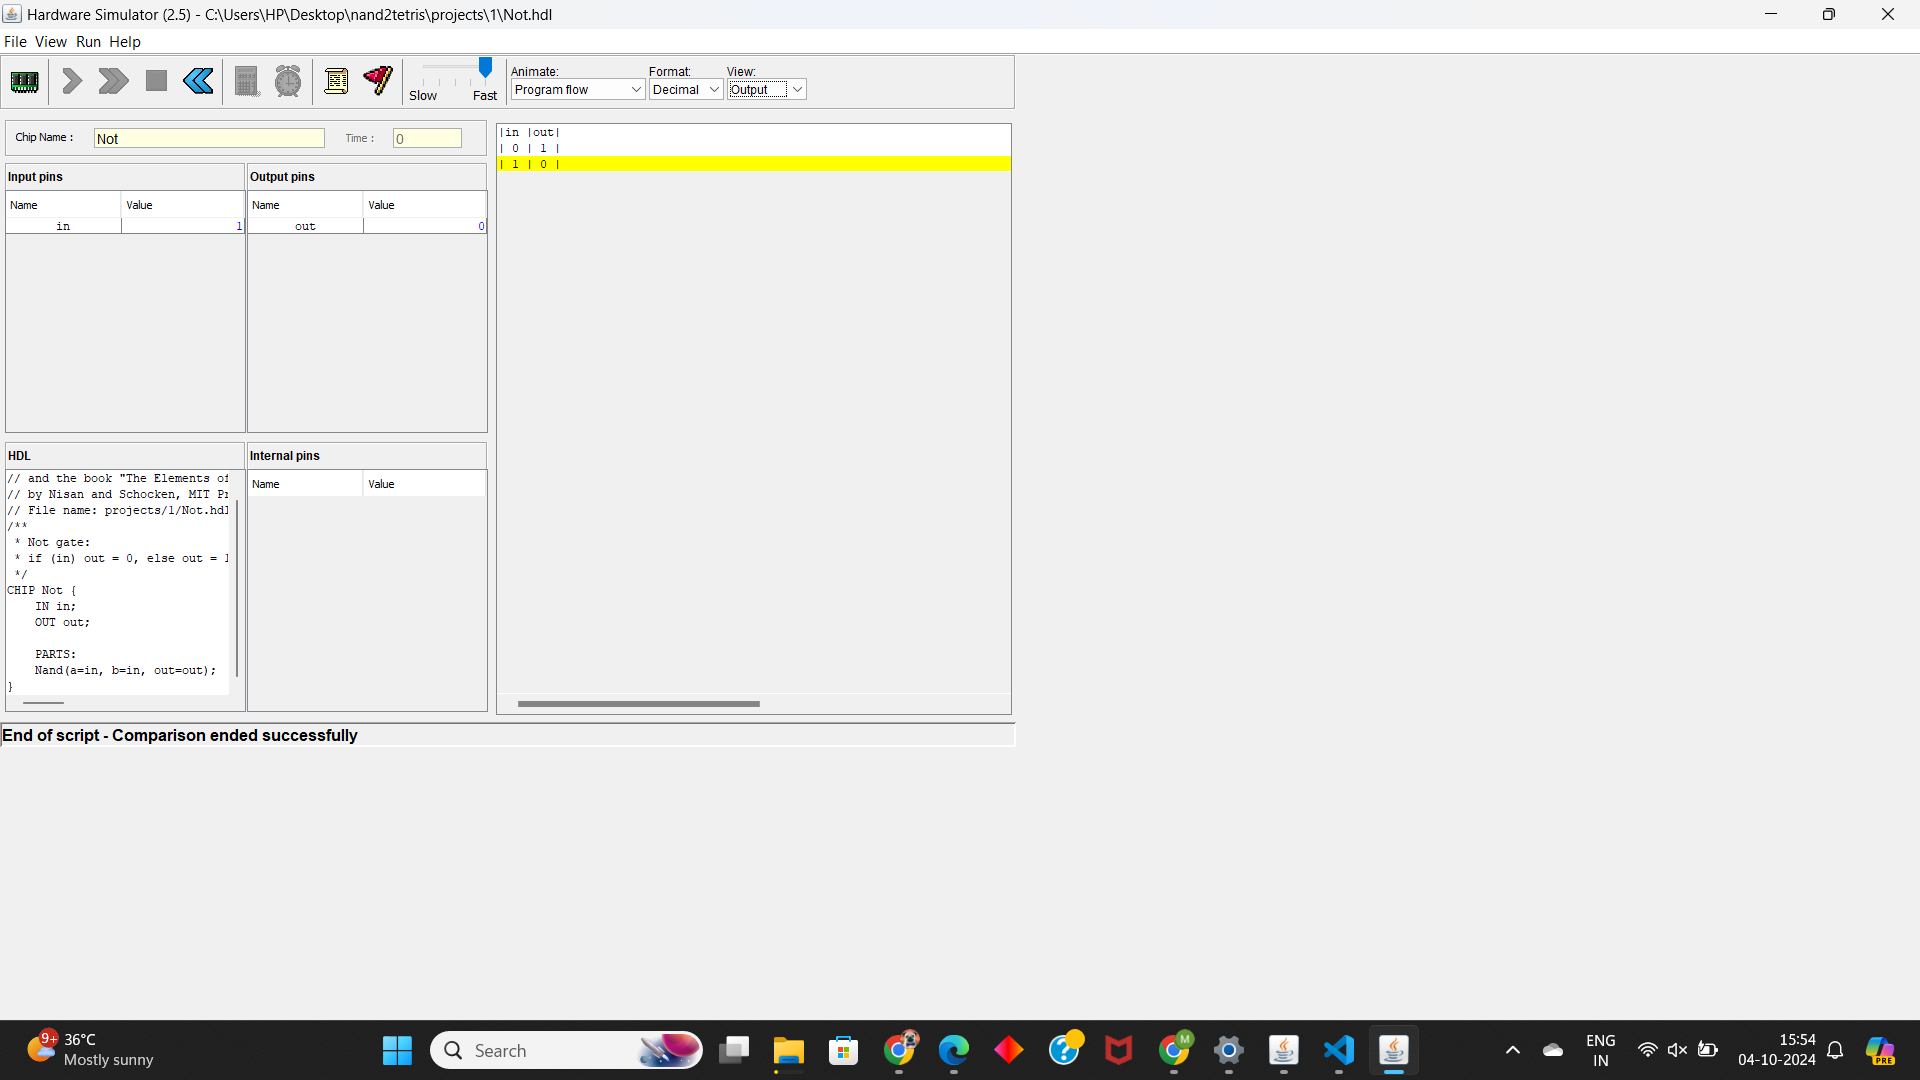 Hardware Simulator (2.5) - C:\Users\HP\Desktop\nand2tetris\projects\1\Not.hdl
File View Run Help
Animate: Format: View:
Program flow Decimal Output
Slow Fast
Chip Name : Not Time : 0
Input pins Output pins
Name Value Name Value
in 1 out 0
|in |out|
| 0 | 1 |
| 1 | 0 |
HDL Internal pins
Name Value
// and the book "The Elements of
// by Nisan and Schocken, MIT Pr
// File name: projects/1/Not.hdl
/**
* Not gate:
* if (in) out = 0, else out = 1
*/
CHIP Not {
IN in;
OUT out;
PARTS:
Nand(a=in, b=in, out=out);
}
End of script - Comparison ended successfully
9+ 36°C
Mostly sunny
Search
M
ENG
IN
15:54
04-10-2024
PRE